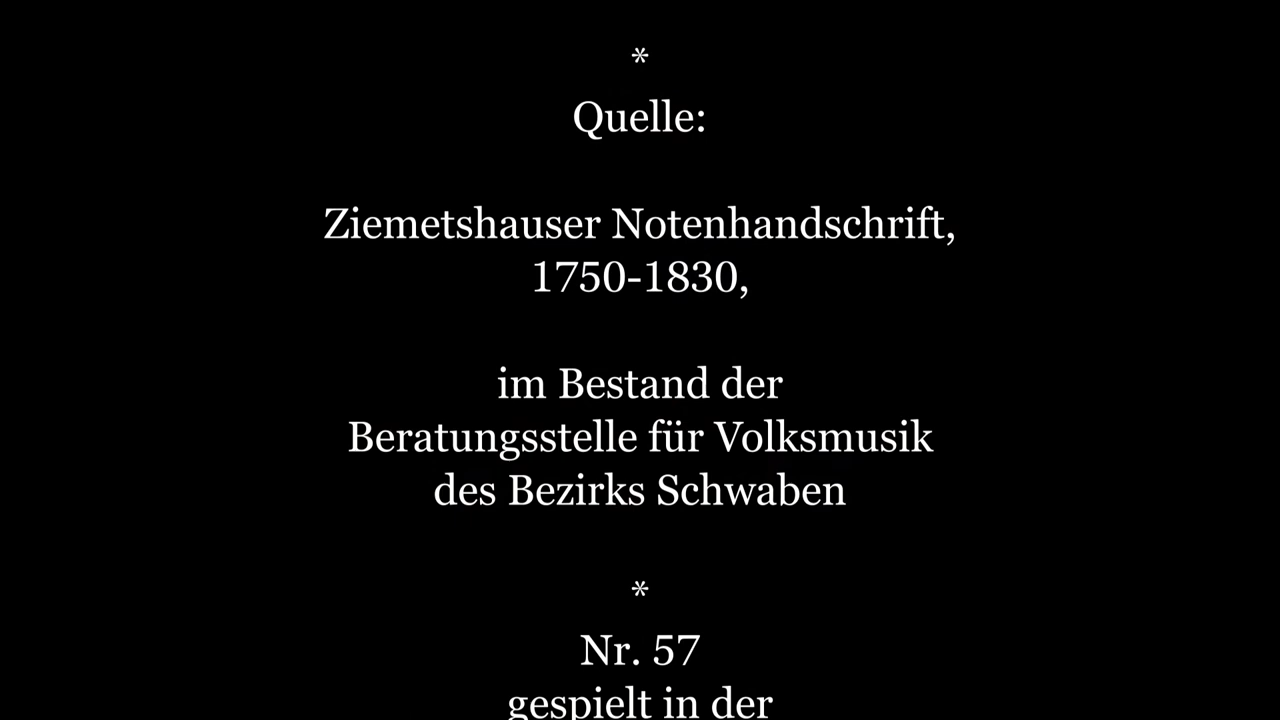 *
Quelle:
Ziemetshauser Notenhandschrift,
1750-1830,
im Bestand der
Beratungsstelle für Volksmusik
des Bezirks Schwaben
*
Nr. 57
gespielt in der